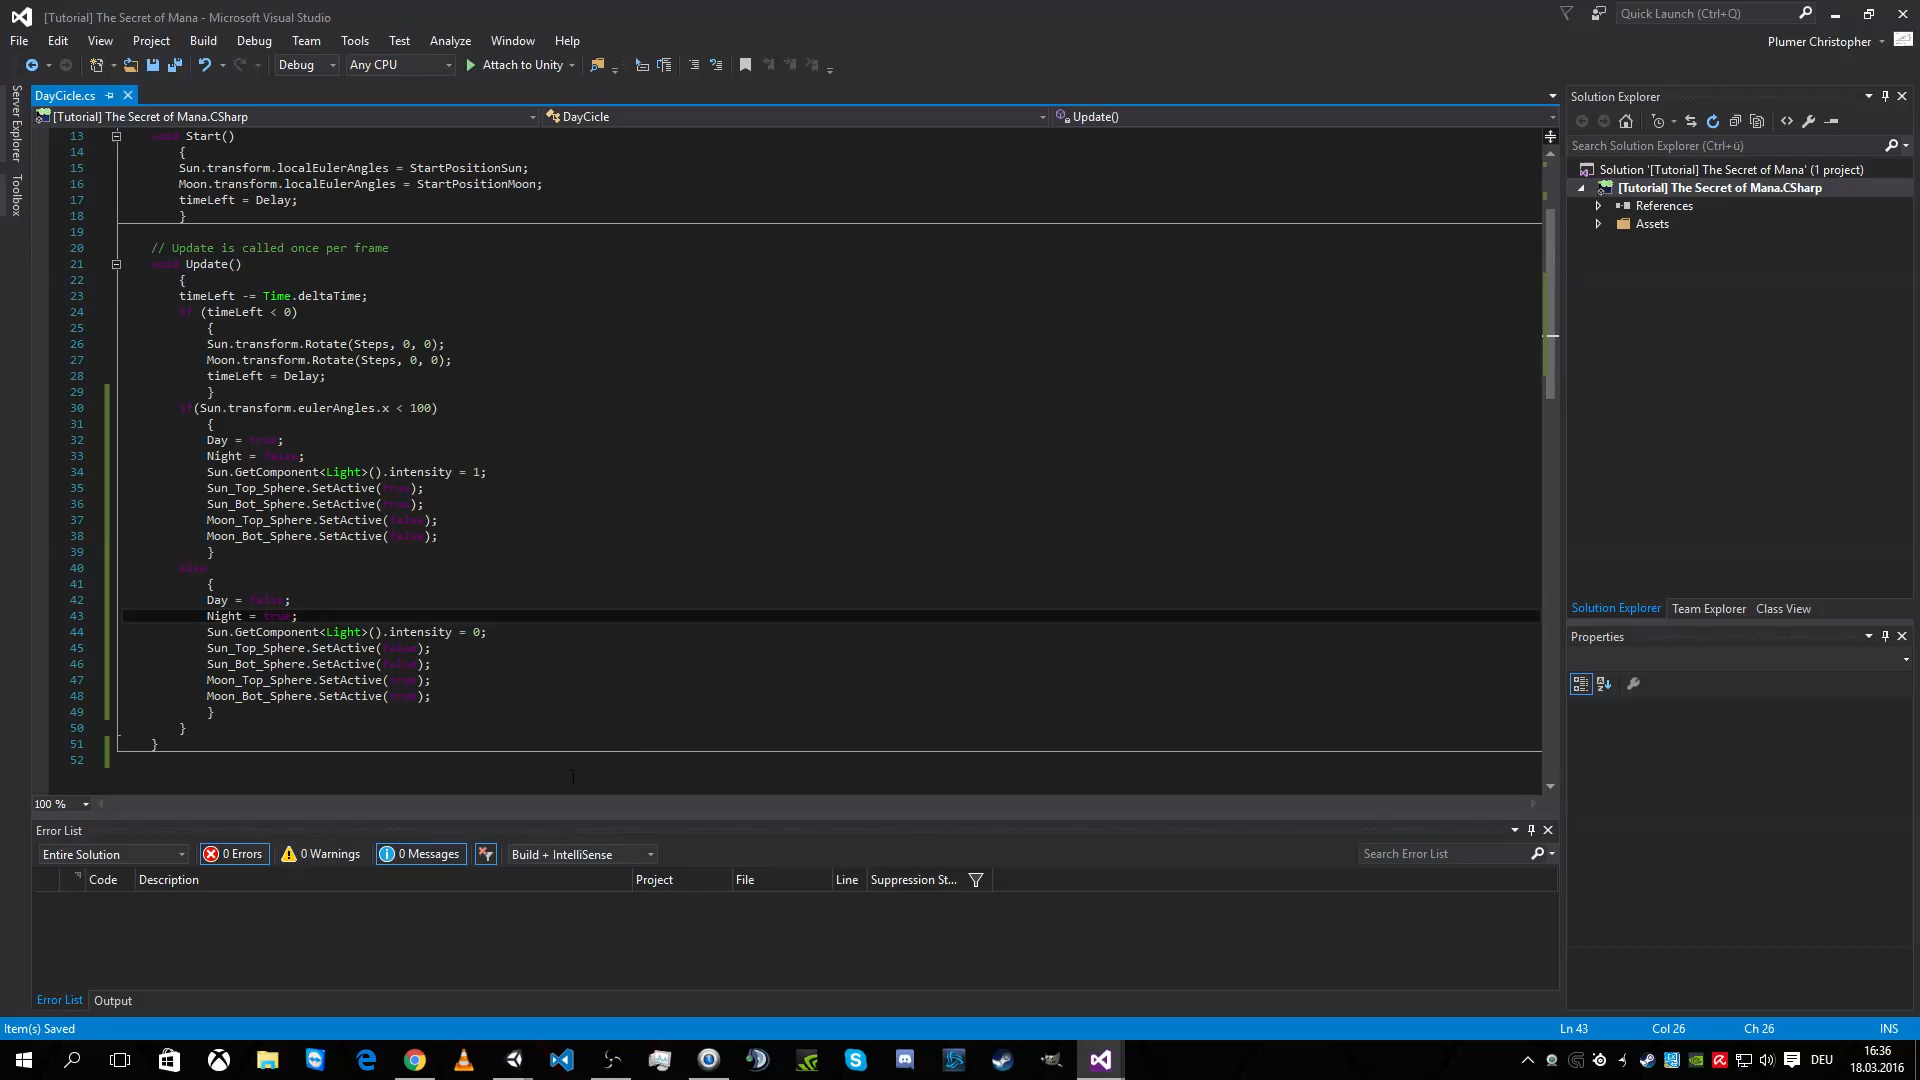 [Tutorial] The Secret of Mana - Microsoft Visual Studio
Quick Launch (Ctrl+Q)
File Edit View Project Build Debug Team Tools Test Analyze Window Help
Plumer Christopher
Debug Any CPU Attach to Unity
Server Explorer
Toolbox
DayCicle.cs
[Tutorial] The Secret of Mana.CSharp DayCicle Update()
13 void Start()
14 {
15 Sun.transform.localEulerAngles = StartPositionSun;
16 Moon.transform.localEulerAngles = StartPositionMoon;
17 timeLeft = Delay;
18 }
19
20 // Update is called once per frame
21 void Update()
22 {
23 timeLeft -= Time.deltaTime;
24 if (timeLeft < 0)
25 {
26 Sun.transform.Rotate(Steps, 0, 0);
27 Moon.transform.Rotate(Steps, 0, 0);
28 timeLeft = Delay;
29 }
30 if(Sun.transform.eulerAngles.x < 100)
31 {
32 Day = true;
33 Night = false;
34 Sun.GetComponent<Light>().intensity = 1;
35 Sun_Top_Sphere.SetActive(true);
36 Sun_Bot_Sphere.SetActive(true);
37 Moon_Top_Sphere.SetActive(false);
38 Moon_Bot_Sphere.SetActive(false);
39 }
40 else
41 {
42 Day = false;
43 Night = true;
44 Sun.GetComponent<Light>().intensity = 0;
45 Sun_Top_Sphere.SetActive(false);
46 Sun_Bot_Sphere.SetActive(false);
47 Moon_Top_Sphere.SetActive(true);
48 Moon_Bot_Sphere.SetActive(true);
49 }
50 }
51 }
52
100 %
Solution Explorer
Search Solution Explorer (Ctrl+ü)
Solution '[Tutorial] The Secret of Mana' (1 project)
[Tutorial] The Secret of Mana.CSharp
References
Assets
Solution Explorer Team Explorer Class View
Properties
Error List
Entire Solution 0 Errors 0 Warnings 0 Messages Build + IntelliSense Search Error List
Code Description Project File Line Suppression St...
Error List Output
Item(s) Saved Ln 43 Col 26 Ch 26 INS
DEU
16:36
18.03.2016